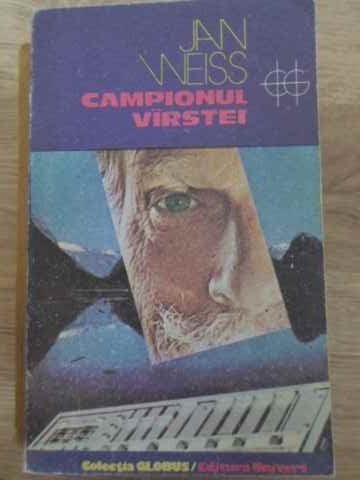 JAN
WEISS
CAMPIONUL
VÎRSTEI
Colecția GLOBUS/Editura Univers